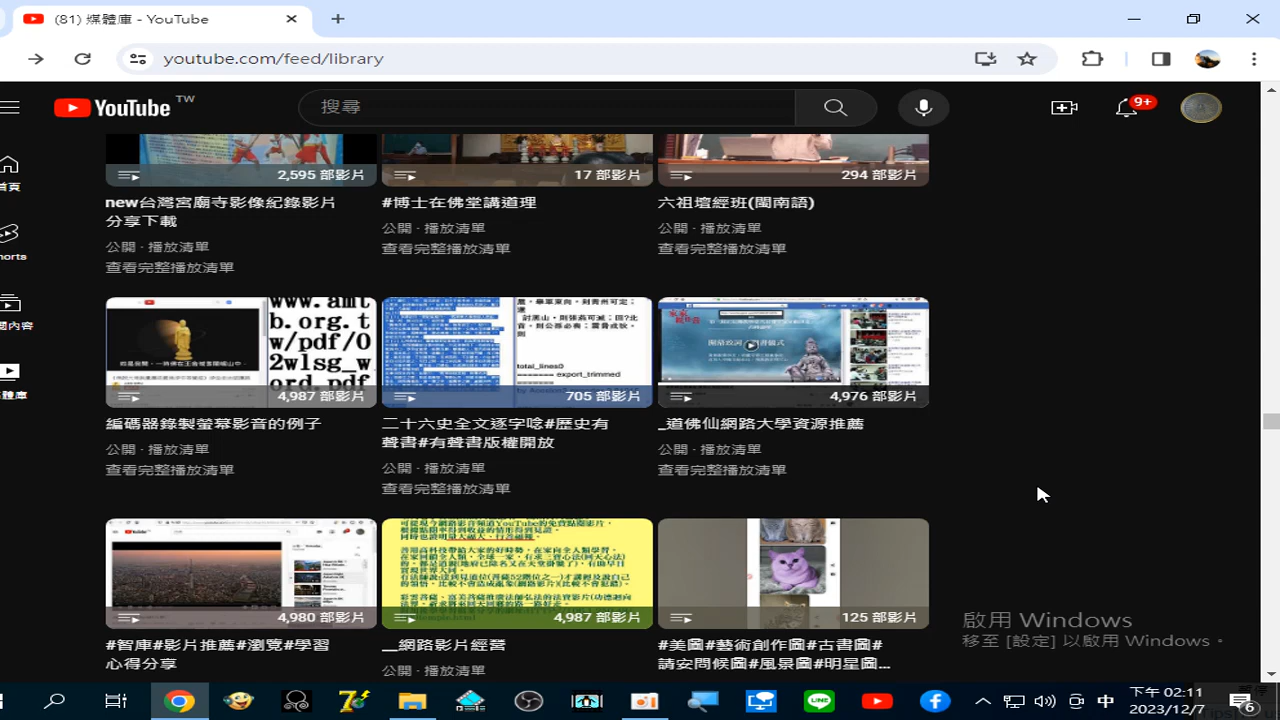 (81) 媒體庫 - YouTube
youtube.com/feed/library
YouTube TW
搜尋
9+
首頁
2,595 部影片
17 部影片
294 部影片
new台灣宮廟寺影像紀錄影片
分享下載
公開 · 播放清單
查看完整播放清單
#博士在佛堂講道理
公開 · 播放清單
查看完整播放清單
六祖壇經班(閩南語)
公開 · 播放清單
查看完整播放清單
www.amt
b.org.t
w/pdf/0
2wlsg_w
ord.pdf
4,987 部影片
total_lines0
export_trimmed
705 部影片
4,976 部影片
編碼器錄製螢幕影音的例子
公開 · 播放清單
查看完整播放清單
二十六史全文逐字唸#歷史有
聲書#有聲書版權開放
公開 · 播放清單
查看完整播放清單
_道佛仙網路大學資源推薦
公開 · 播放清單
查看完整播放清單
4,980 部影片
4,987 部影片
125 部影片
#智庫#影片推薦#瀏覽#學習
心得分享
__網路影片經營
公開 · 播放清單
#美圖#藝術創作圖#古書圖#
請安問候圖#風景圖#明星圖...
啟用 Windows
移至 [設定] 以啟用 Windows。
中
下午 02:11
2023/12/7
6